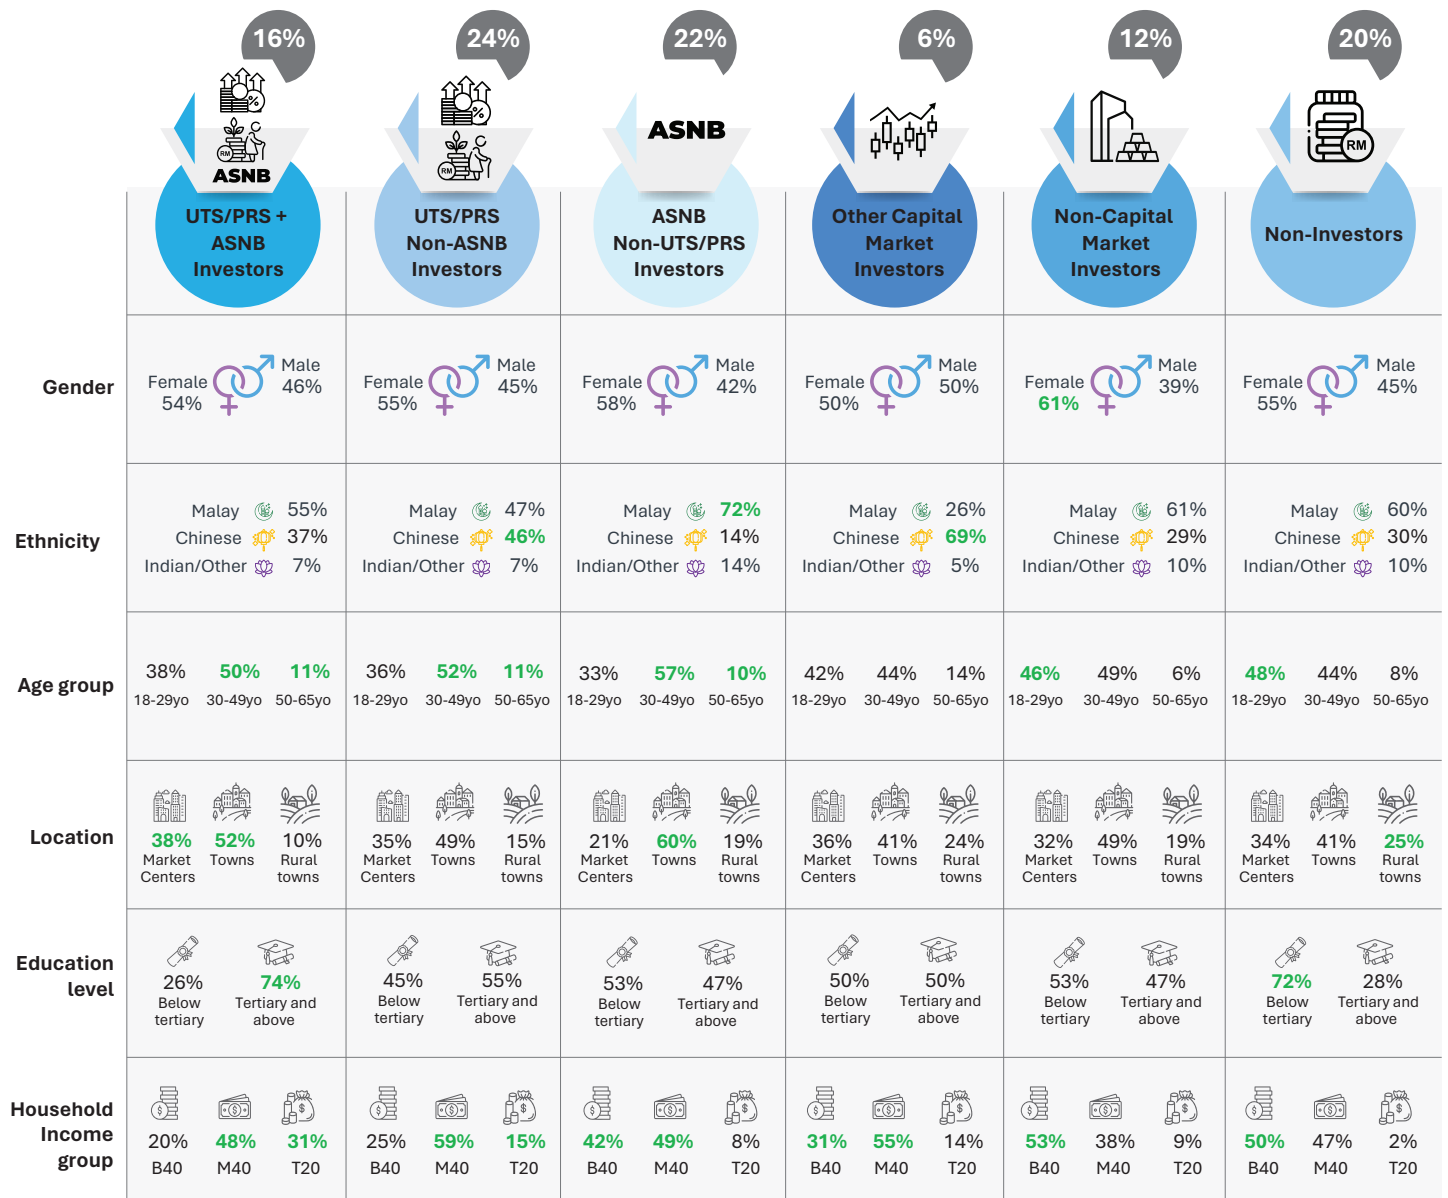 16%
24%
22%
6%
12%
20%
RM
ASNB
RM
ASNB
RM
UTS/PRS +
ASNB
Investors
UTS/PRS
Non-ASNB
Investors
ASNB
Non-UTS/PRS
Investors
Other Capital
Market
Investors
Non-Capital
Market
Investors
Non-Investors
Gender
Female
54%
Male
46%
Female
55%
Male
45%
Female
58%
Male
42%
Female
50%
Male
50%
Female
61%
Male
39%
Female
55%
Male
45%
Ethnicity
Malay 55%
Chinese 37%
Indian/Other 7%
Malay 47%
Chinese 46%
Indian/Other 7%
Malay 72%
Chinese 14%
Indian/Other 14%
Malay 26%
Chinese 69%
Indian/Other 5%
Malay 61%
Chinese 29%
Indian/Other 10%
Malay 60%
Chinese 30%
Indian/Other 10%
Age group
38% 50% 11%
18-29yo 30-49yo 50-65yo
36% 52% 11%
18-29yo 30-49yo 50-65yo
33% 57% 10%
18-29yo 30-49yo 50-65yo
42% 44% 14%
18-29yo 30-49yo 50-65yo
46% 49% 6%
18-29yo 30-49yo 50-65yo
48% 44% 8%
18-29yo 30-49yo 50-65yo
Location
38% 52% 10%
Market Towns Rural
Centers towns
35% 49% 15%
Market Towns Rural
Centers towns
21% 60% 19%
Market Towns Rural
Centers towns
36% 41% 24%
Market Towns Rural
Centers towns
32% 49% 19%
Market Towns Rural
Centers towns
34% 41% 25%
Market Towns Rural
Centers towns
Education
level
26% 74%
Below Tertiary and
tertiary above
45% 55%
Below Tertiary and
tertiary above
53% 47%
Below Tertiary and
tertiary above
50% 50%
Below Tertiary and
tertiary above
53% 47%
Below Tertiary and
tertiary above
72% 28%
Below Tertiary and
tertiary above
Household
Income
group
20% 48% 31%
B40 M40 T20
25% 59% 15%
B40 M40 T20
42% 49% 8%
B40 M40 T20
31% 55% 14%
B40 M40 T20
53% 38% 9%
B40 M40 T20
50% 47% 2%
B40 M40 T20